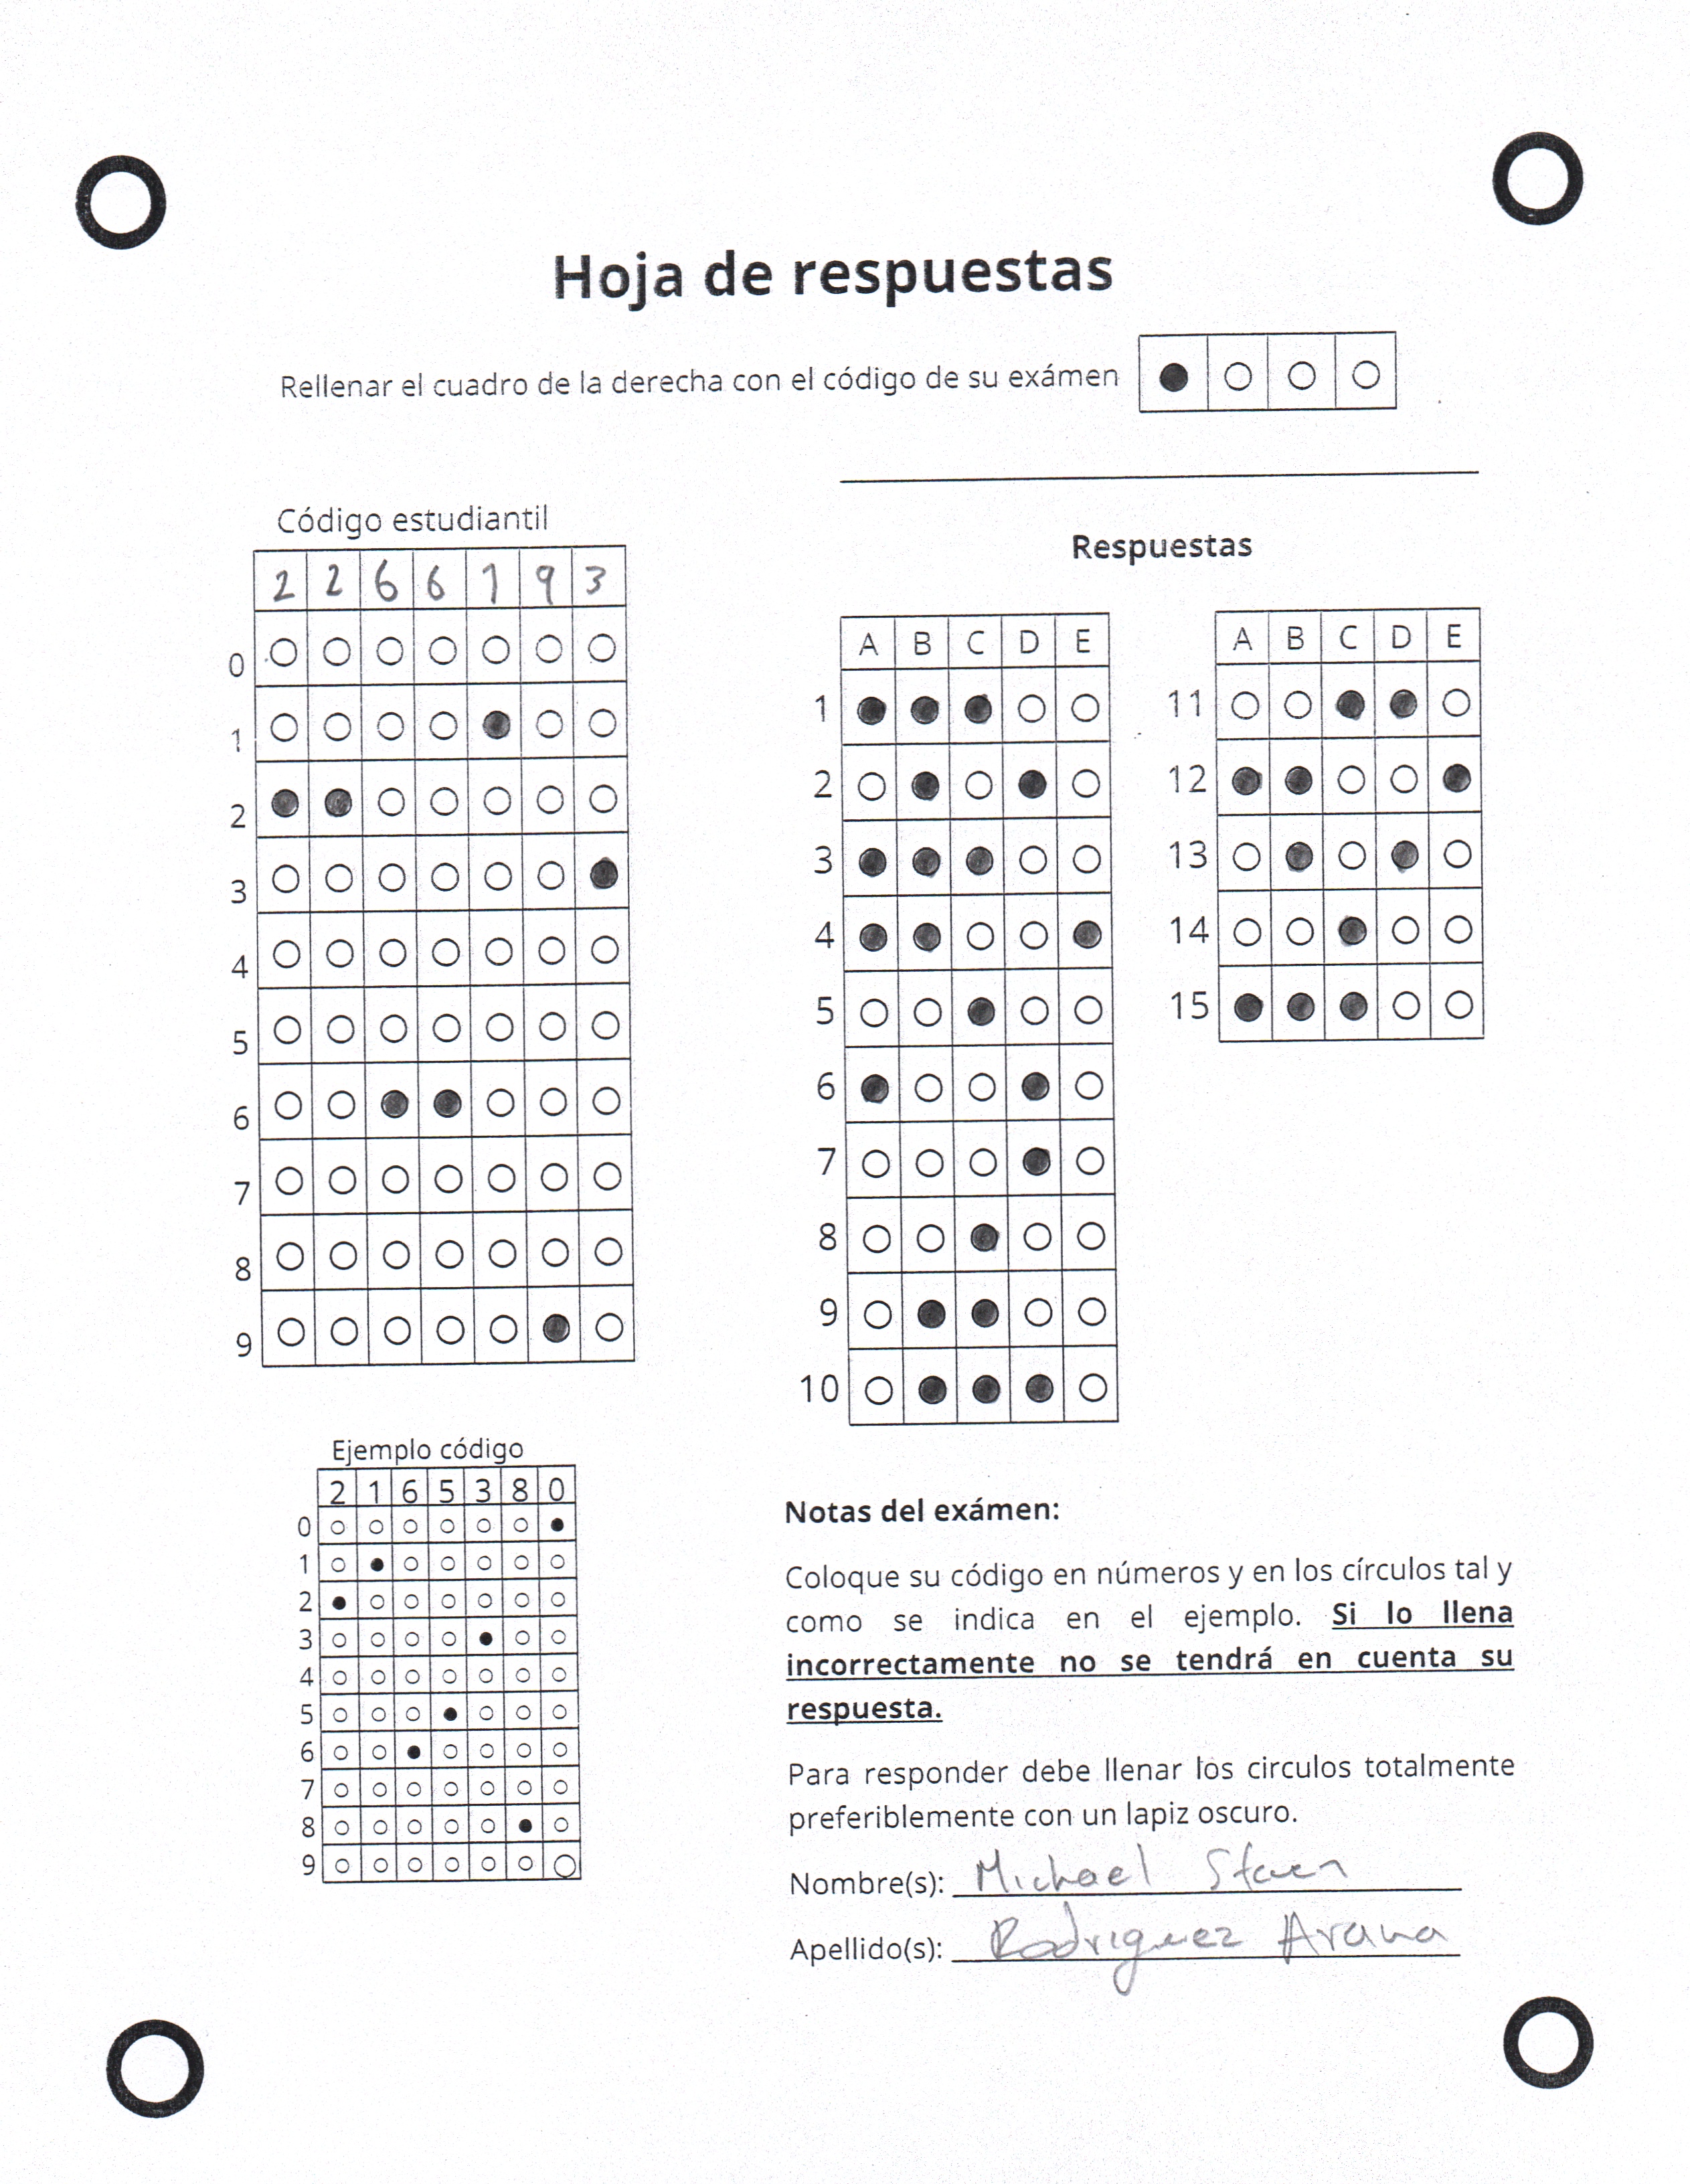 Hoja de respuestas
Rellenar el cuadro de la derecha con el código de su exámen
Código estudiantil
2 2 6 6 1 9 3
0
1
2
3
4
5
6
7
8
9
Respuestas
A B C D E
1
2
3
4
5
6
7
8
9
10
A B C D E
11
12
13
14
15
Ejemplo código
2 1 6 5 3 8 0
0
1
2
3
4
5
6
7
8
9
Notas del exámen:
Coloque su código en números y en los círculos tal y
como se indica en el ejemplo. Si lo llena
incorrectamente no se tendrá en cuenta su
respuesta.
Para responder debe llenar los circulos totalmente
preferiblemente con un lapiz oscuro.
Nombre(s): Michael
Apellido(s): Rodriguez Arana